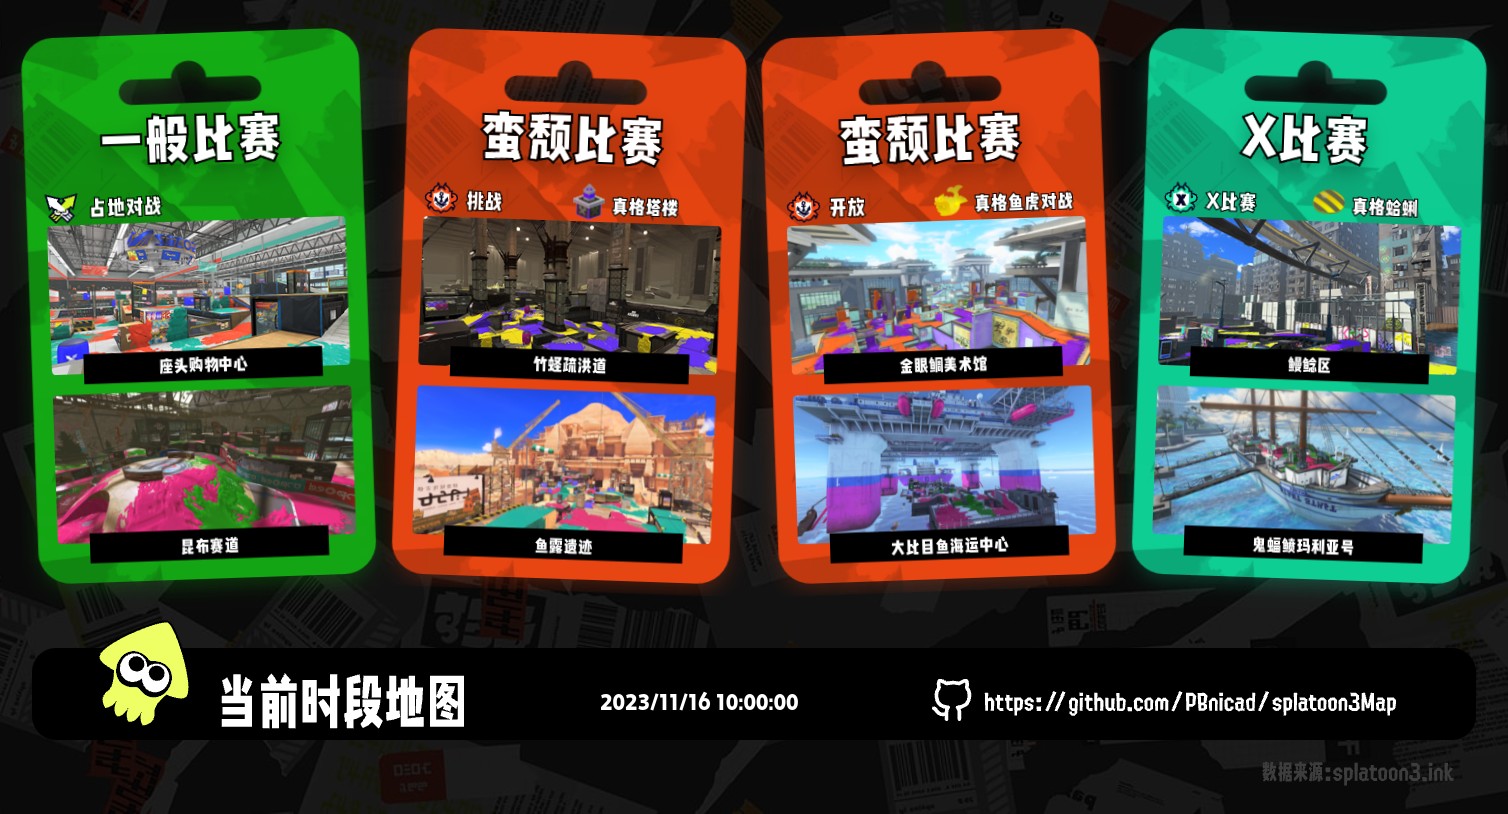 一般比赛
占地对战
座头购物中心
昆布赛道
蛮颓比赛
挑战
真格塔楼
竹蛏疏洪道
鱼露遗迹
蛮颓比赛
开放
真格鱼虎对战
金眼鲷美术馆
大比目鱼海运中心
X比赛
X比赛
真格蛤蜊
鳗鲶区
鬼蝠鲼玛利亚号
当前时段地图
2023/11/16 10:00:00
https://github.com/PBnicad/splatoon3Map
数据来源:splatoon3.ink